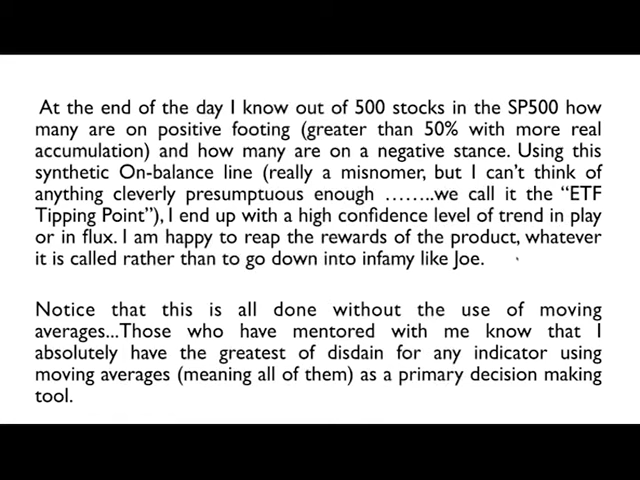 At the end of the day I know out of 500 stocks in the SP500 how
many are on positive footing (greater than 50% with more real
accumulation) and how many are on a negative stance. Using this
synthetic On-balance line (really a misnomer, but I can't think of
anything cleverly presumptuous enough ……..we call it the “ETF
Tipping Point”), I end up with a high confidence level of trend in play
or in flux. I am happy to reap the rewards of the product, whatever
it is called rather than to go down into infamy like Joe.
Notice that this is all done without the use of moving
averages...Those who have mentored with me know that I
absolutely have the greatest of disdain for any indicator using
moving averages (meaning all of them) as a primary decision making
tool.